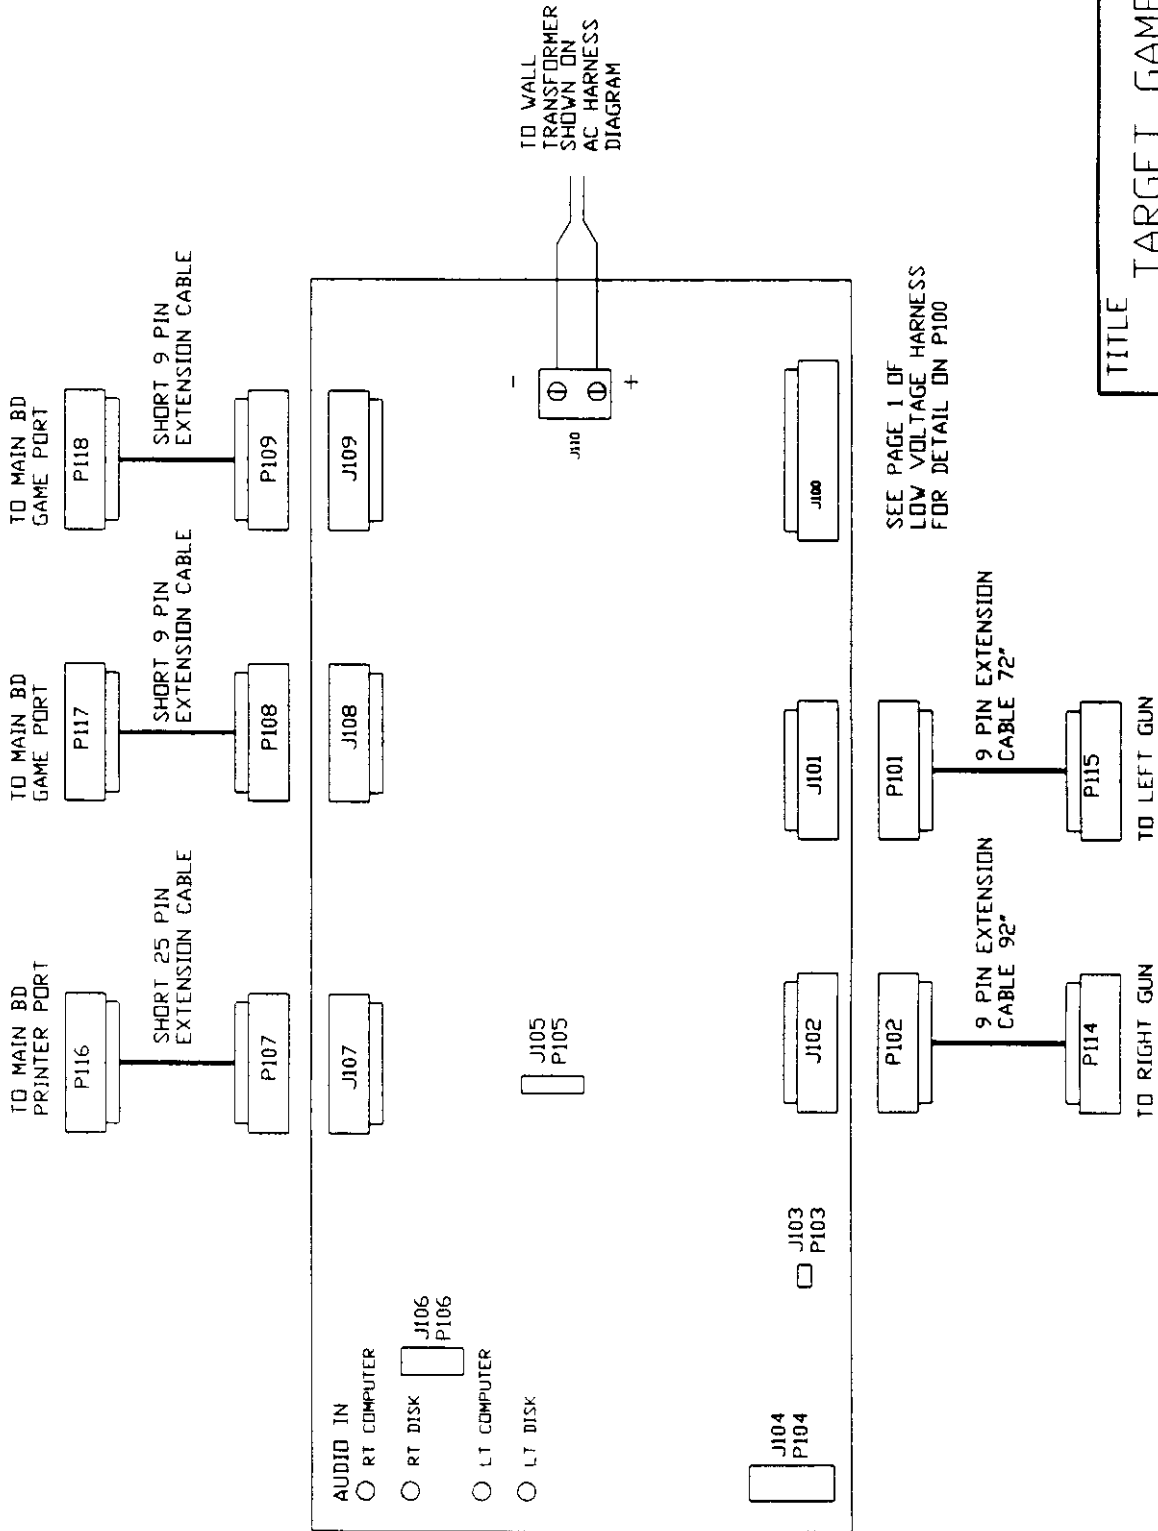 TO MAIN BD
PRINTER PORT
P116
SHORT 25 PIN
EXTENSION CABLE
P107
J107
TO MAIN BD
GAME PORT
P117
SHORT 9 PIN
EXTENSION CABLE
P108
J108
TO MAIN BD
GAME PORT
P118
SHORT 9 PIN
EXTENSION CABLE
P109
J109
AUDIO IN
RT COMPUTER
RT DISK
LT COMPUTER
LT DISK
J106
P106
J105
P105
J110
-
+
TO WALL
TRANSFORMER
SHOWN ON
AC HARNESS
DIAGRAM
J104
P104
J103
P103
J102
P102
9 PIN EXTENSION
CABLE 92"
P114
TO RIGHT GUN
J101
P101
9 PIN EXTENSION
CABLE 72"
P115
TO LEFT GUN
J100
SEE PAGE 1 OF
LOW VOLTAGE HARNESS
FOR DETAIL ON P100
TITLE
TARGET GAME